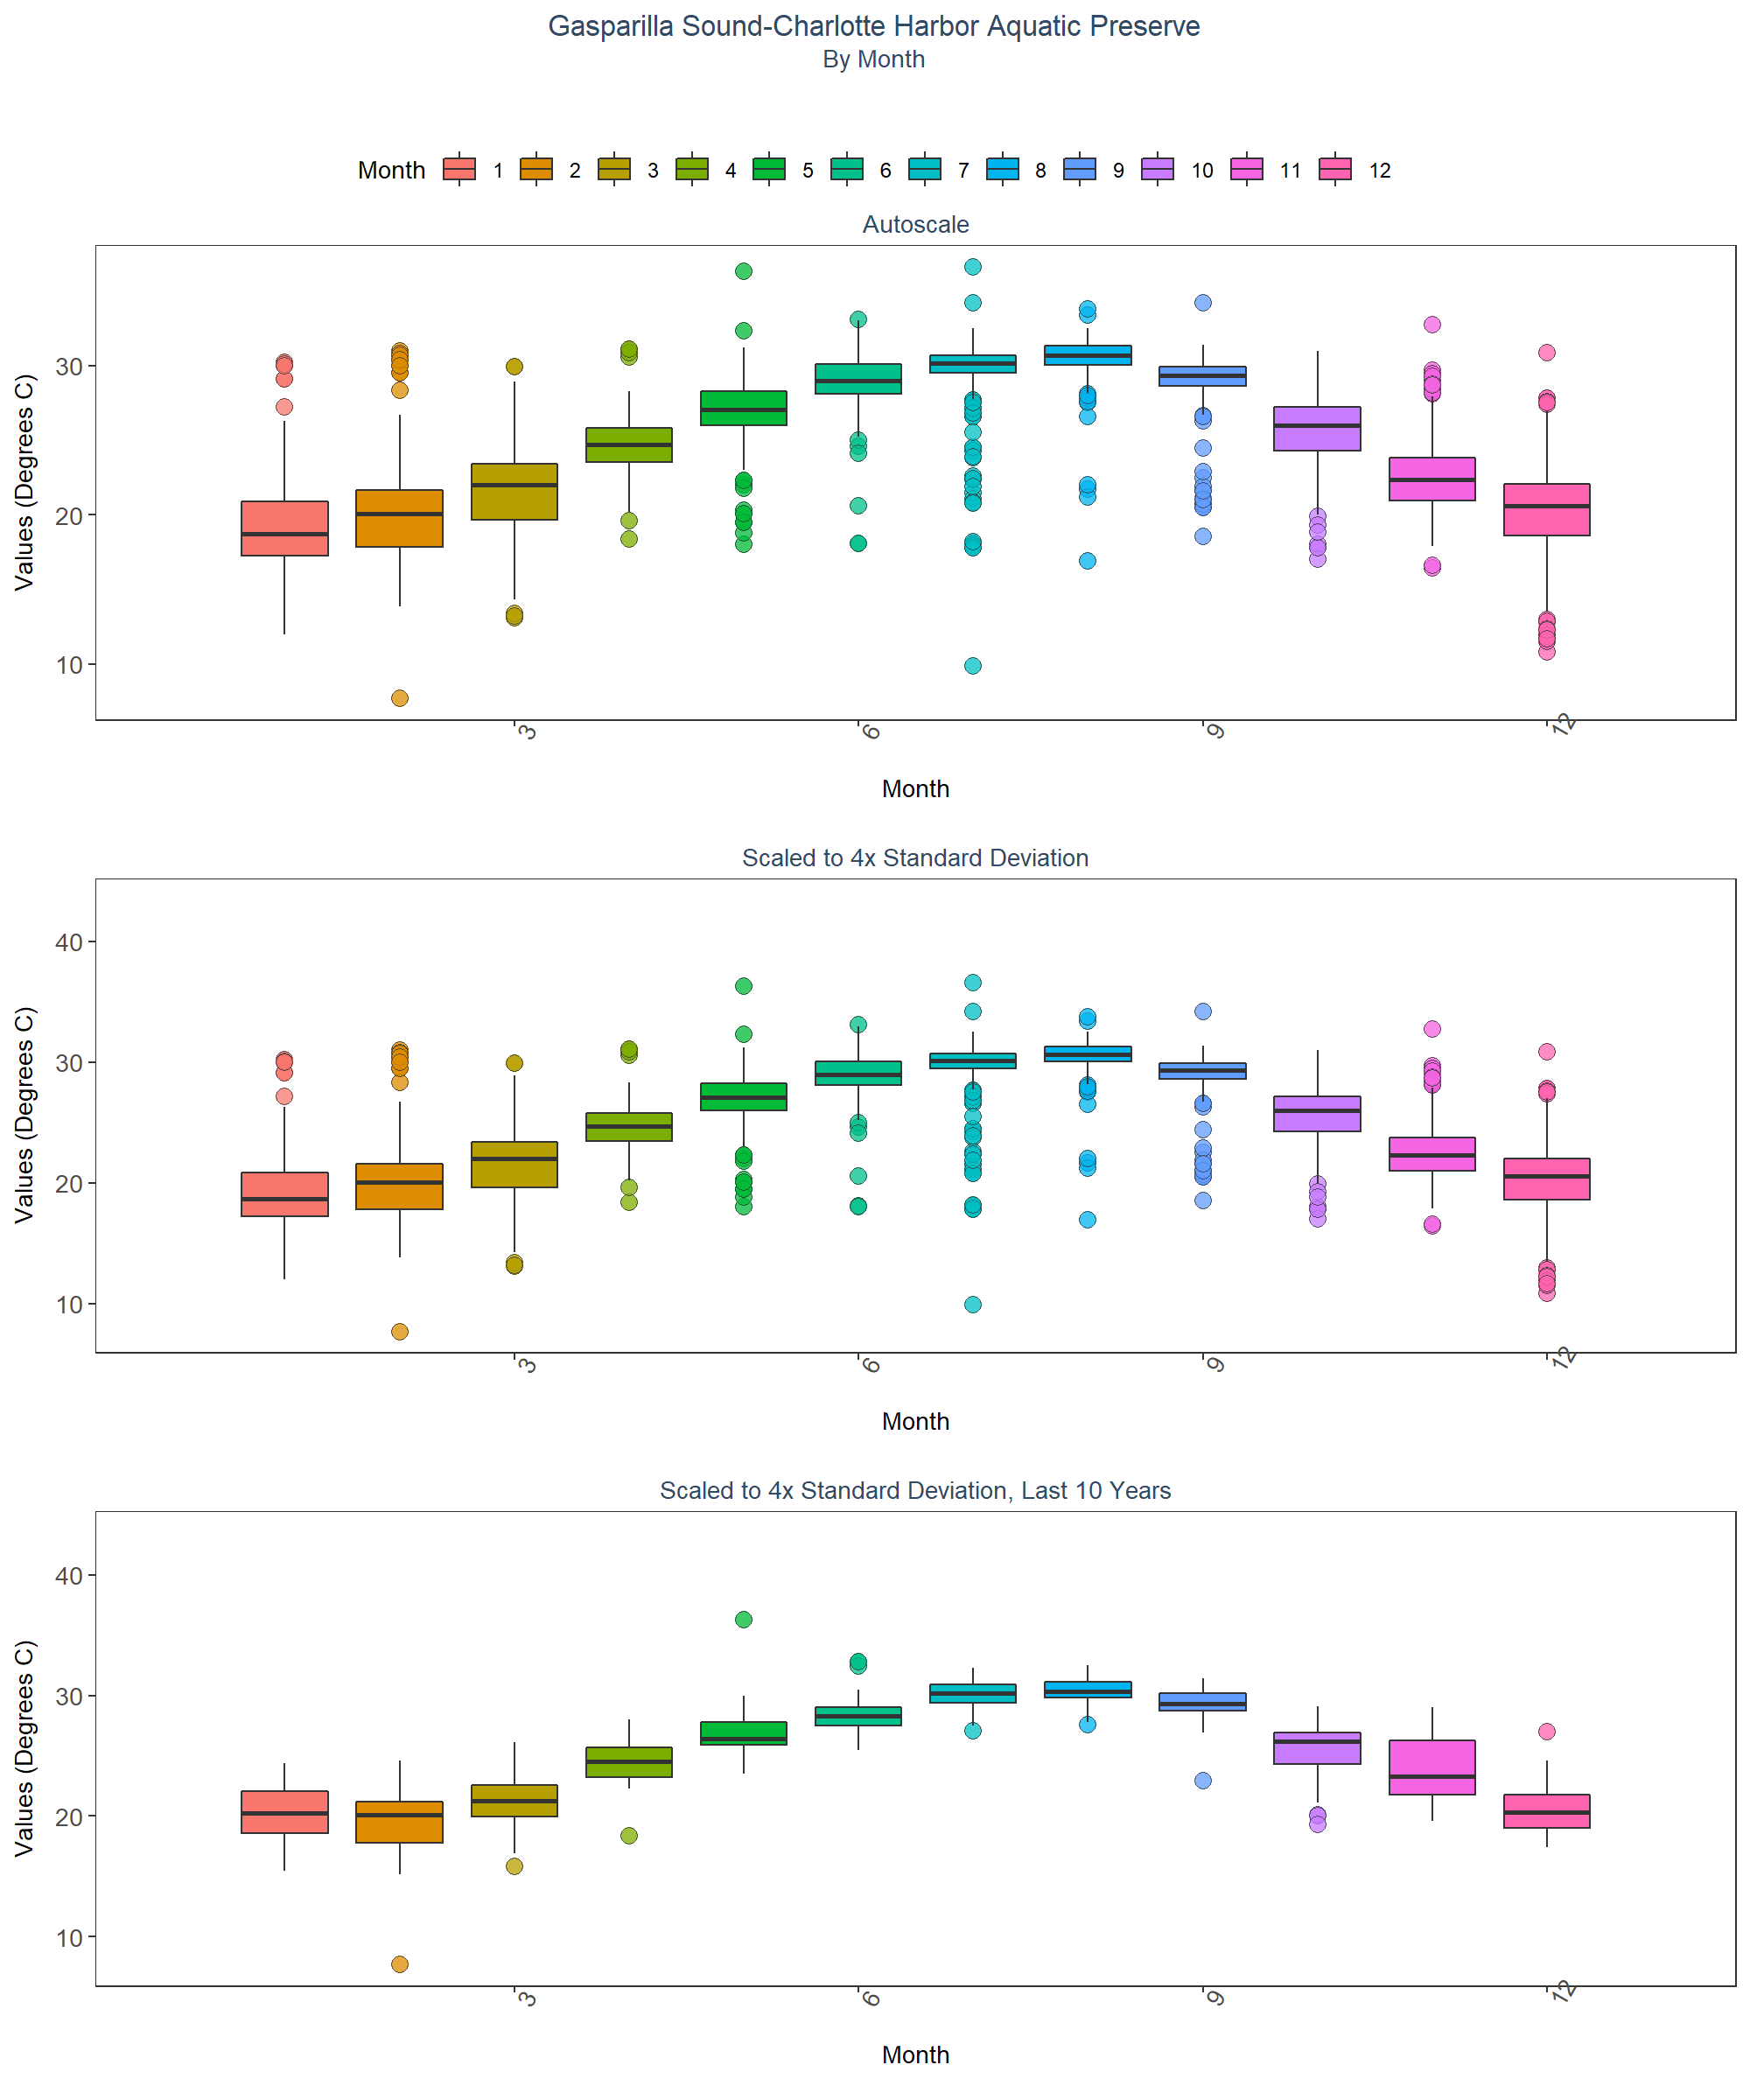 Gasparilla Sound-Charlotte Harbor Aquatic Preserve
By Month
Month 1 2 3 4 5 6 7 8 9 10 11 12
Autoscale
Values (Degrees C)
30
20
10
3 6 9 12
Month
Scaled to 4x Standard Deviation
Values (Degrees C)
40
30
20
10
3 6 9 12
Month
Scaled to 4x Standard Deviation, Last 10 Years
Values (Degrees C)
40
30
20
10
3 6 9 12
Month